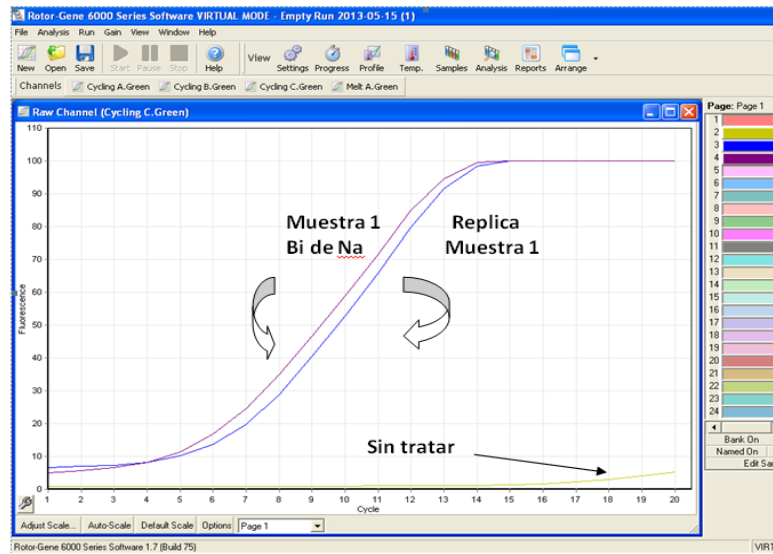 Rotor-Gene 6000 Series Software VIRTUAL MODE - Empty Run 2013-05-15 (1)
File Analysis Run Gain View Window Help
New Open Save Start Pause Stop Help View Settings Progress Profile Temp. Samples Analysis Reports Arrange
Channels Cycling A.Green Cycling B.Green Cycling C.Green Melt A.Green
Raw Channel (Cycling C.Green)
Page: Page 1
110
100
90
80
70
60
50
40
30
20
10
0
Fluorescence
Muestra 1
Bi de Na
Replica
Muestra 1
Sin tratar
1 2 3 4 5 6 7 8 9 10 11 12 13 14 15 16 17 18 19 20
Cycle
1
2
3
4
5
6
7
8
9
10
11
12
13
14
15
16
17
18
19
20
21
22
23
24
Bank On
Named On
Edit Sa
Adjust Scale... Auto-Scale Default Scale Options Page 1
Rotor-Gene 6000 Series Software 1.7 (Build 75)
VIRT